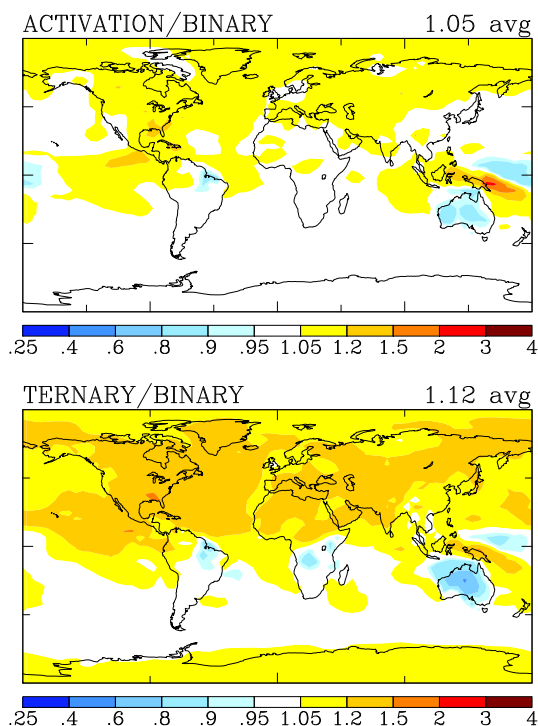 ACTIVATION/BINARY 1.05 avg
.25 .4 .6 .8 .9 .95 1.05 1.2 1.5 2 3 4
TERNARY/BINARY 1.12 avg
.25 .4 .6 .8 .9 .95 1.05 1.2 1.5 2 3 4